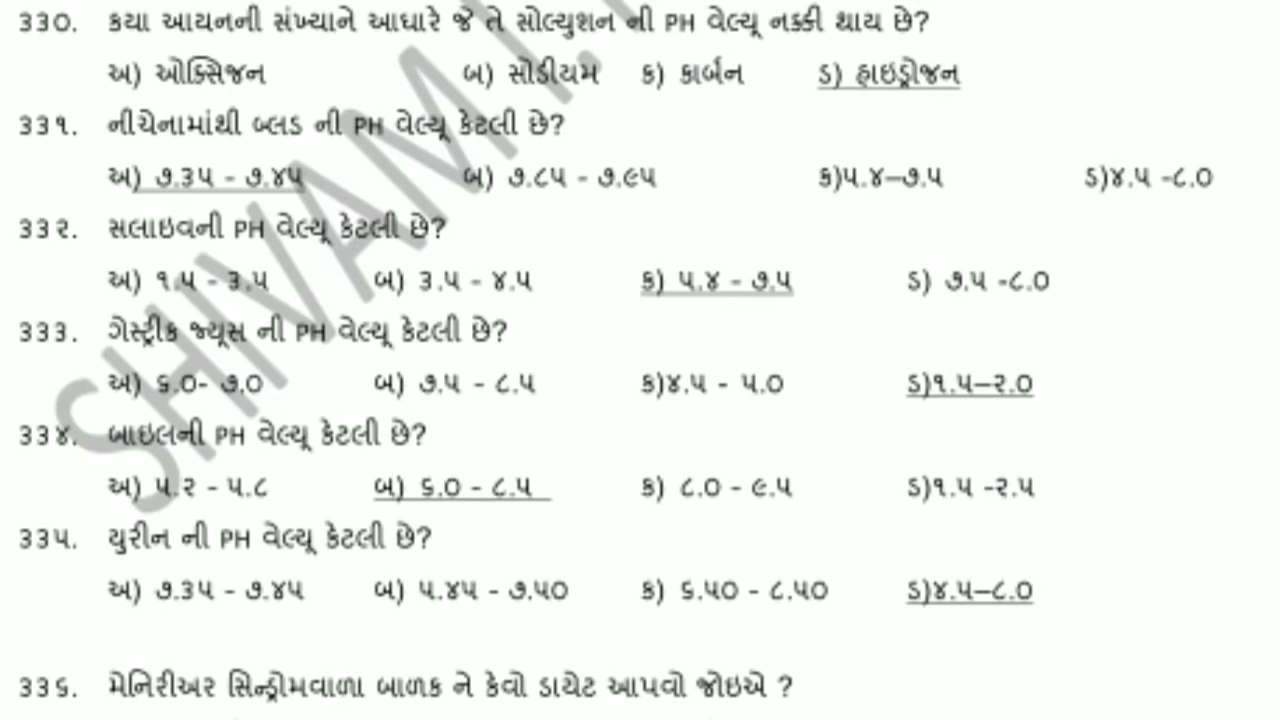 ૩૩૦. કયા આયનની સંખ્યાને આધારે જે તે સોલ્યુશન ની PH વેલ્યૂ નક્કી થાય છે?
અ) ઓક્સિજન બ) સોડીયમ ક) કાર્બન ડ) હાઇડ્રોજન
૩૩૧. નીચેનામાંથી બ્લડ ની PH વેલ્યૂ કેટલી છે?
અ) ૭.૩૫ - ૭.૪૫ બ) ૭.૮૫ - ૭.૯૫ ક)૫.૪–૭.૫ ડ)૪.૫ -૮.૦
૩૩૨. સલાઇવની PH વેલ્યૂ કેટલી છે?
અ) ૧.૫ - ૩.૫ બ) ૩.૫ - ૪.૫ ક) ૫.૪ - ૭.૫ ડ) ૭.૫ -૮.૦
૩૩૩. ગેસ્ટ્રીક જ્યૂસ ની PH વેલ્યૂ કેટલી છે?
અ) ૬.૦- ૭.૦ બ) ૭.૫ - ૮.૫ ક)૪.૫ - ૫.૦ ડ)૧.૫–૨.૦
૩૩૪. બાઇલની PH વેલ્યૂ કેટલી છે?
અ) ૫.૨ - ૫.૮ બ) ૬.૦ - ૮.૫ ક) ૮.૦ - ૯.૫ ડ)૧.૫ -૨.૫
૩૩૫. યુરીન ની PH વેલ્યૂ કેટલી છે?
અ) ૭.૩૫ - ૭.૪૫ બ) ૫.૪૫ - ૭.૫૦ ક) ૬.૫૦ - ૮.૫૦ ડ)૪.૫–૮.૦
૩૩૬. મેનિરીઅર સિન્ડ્રોમવાળા બાળક ને કેવો ડાયેટ આપવો જોઇએ ?
SHIVAM